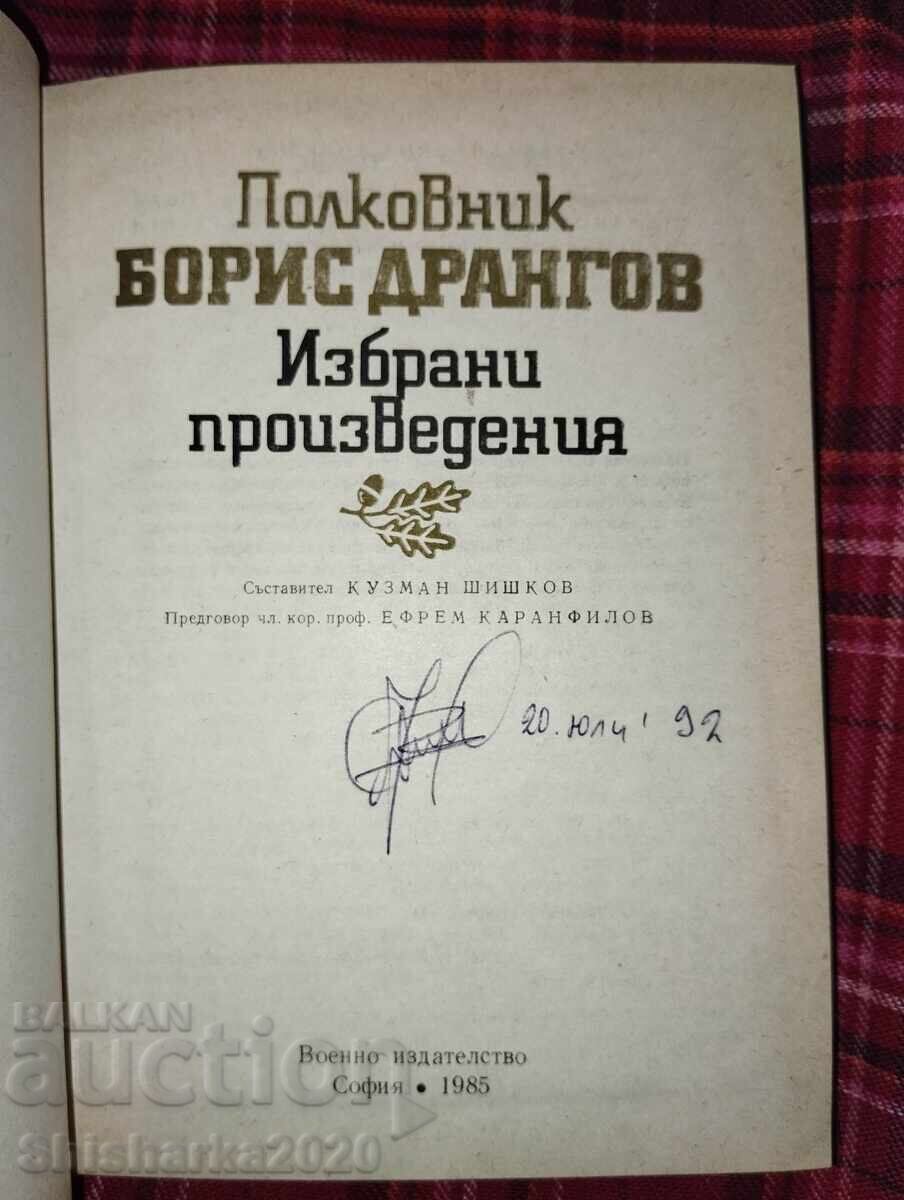 Полковник
БОРИС ДРАНГОВ
Избрани
произведения
Съставител КУЗМАН ШИШКОВ
Предговор чл. кор. проф. ЕФРЕМ КАРАНФИЛОВ
20. юли ' 92
Военно издателство
София • 1985
BALKAN
auction
Shisharka2020